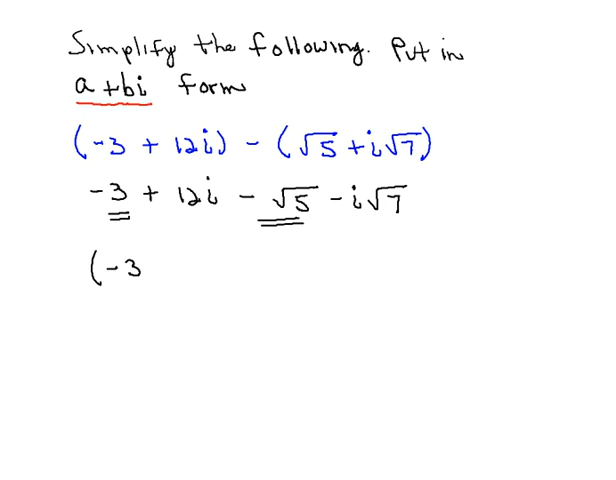 Simplify the following. Put in
a+bi form
(-3 + 12i) - (√5 + i√7)
-3 + 12i - √5 - i√7
(-3